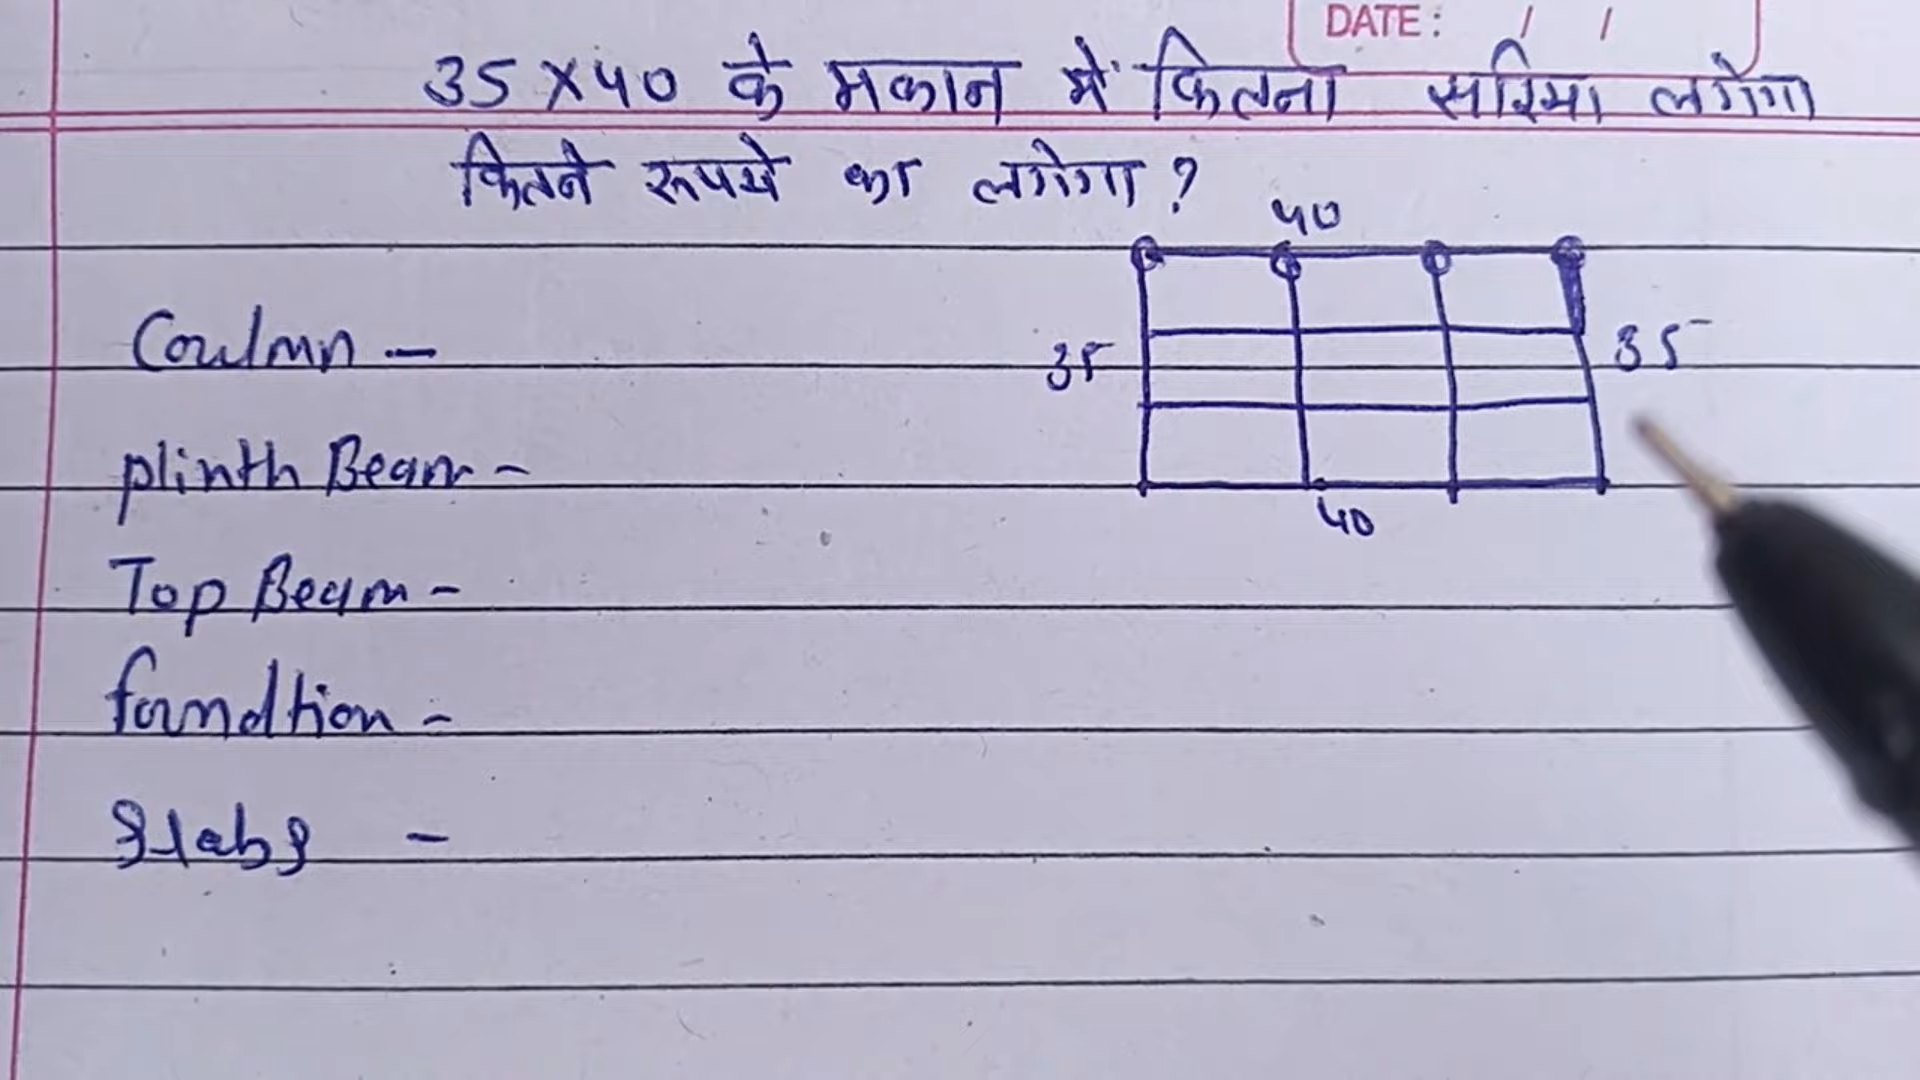 DATE: / /
35 X 40 के मकान में कितना सरिया लगेगा
कितने रूपये का लगेगा ?
40
35
35
40
Coulmn -
plinth Beam -
Top Beam -
foundtion -
Slabs -